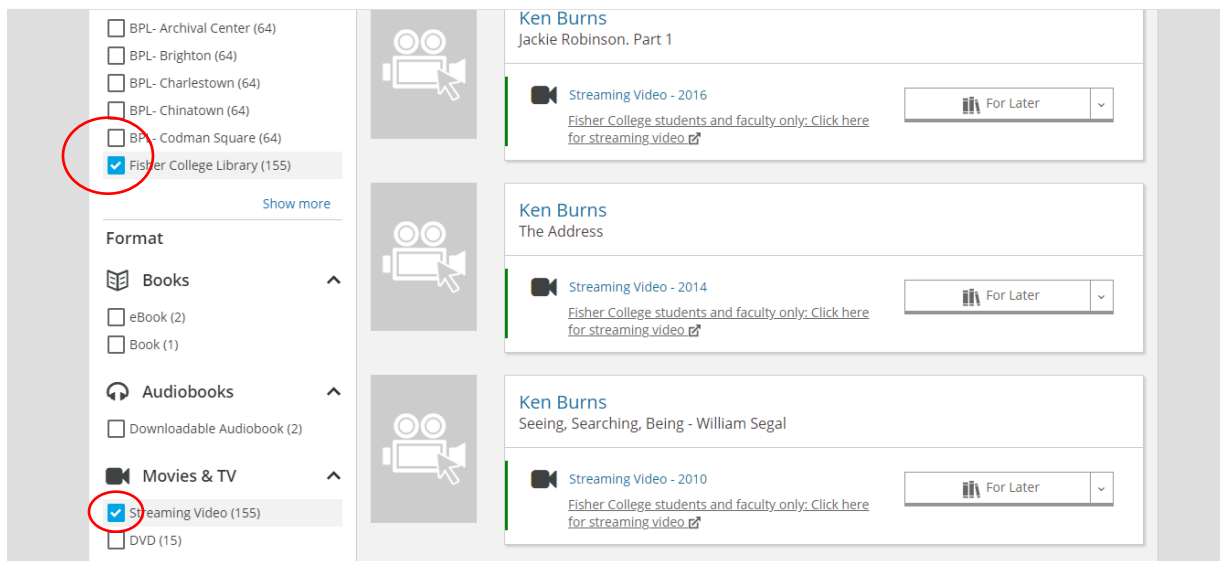 BPL- Archival Center (64)
BPL- Brighton (64)
BPL- Charlestown (64)
BPL- Chinatown (64)
BPL- Codman Square (64)
Fisher College Library (155)
Show more
Format
Books
eBook (2)
Book (1)
Audiobooks
Downloadable Audiobook (2)
Movies & TV
Streaming Video (155)
DVD (15)
Ken Burns
Jackie Robinson. Part 1
Streaming Video - 2016
Fisher College students and faculty only: Click here
for streaming video
For Later
Ken Burns
The Address
Streaming Video - 2014
Fisher College students and faculty only: Click here
for streaming video
For Later
Ken Burns
Seeing, Searching, Being - William Segal
Streaming Video - 2010
Fisher College students and faculty only: Click here
for streaming video
For Later